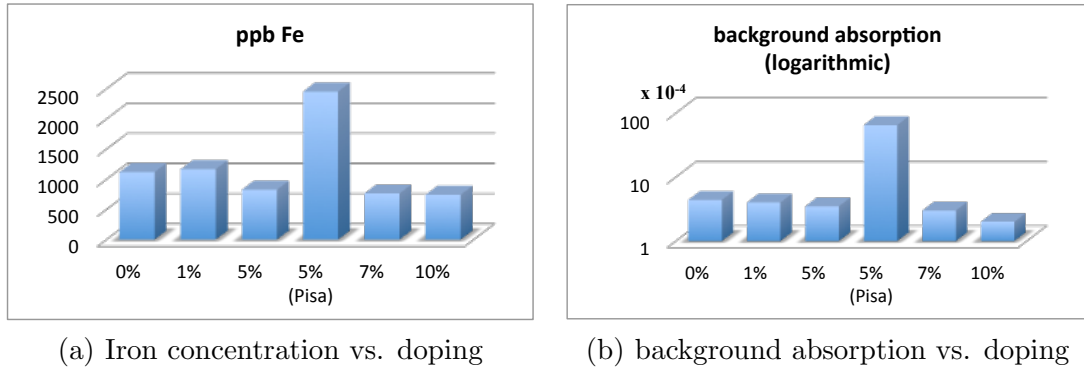 ppb Fe
2500
2000
1500
1000
500
0
0% 1% 5% 5% 7% 10%
(Pisa)
(a) Iron concentration vs. doping
background absorption
(logarithmic)
x 10-4
100
10
1
0% 1% 5% 5% 7% 10%
(Pisa)
(b) background absorption vs. doping